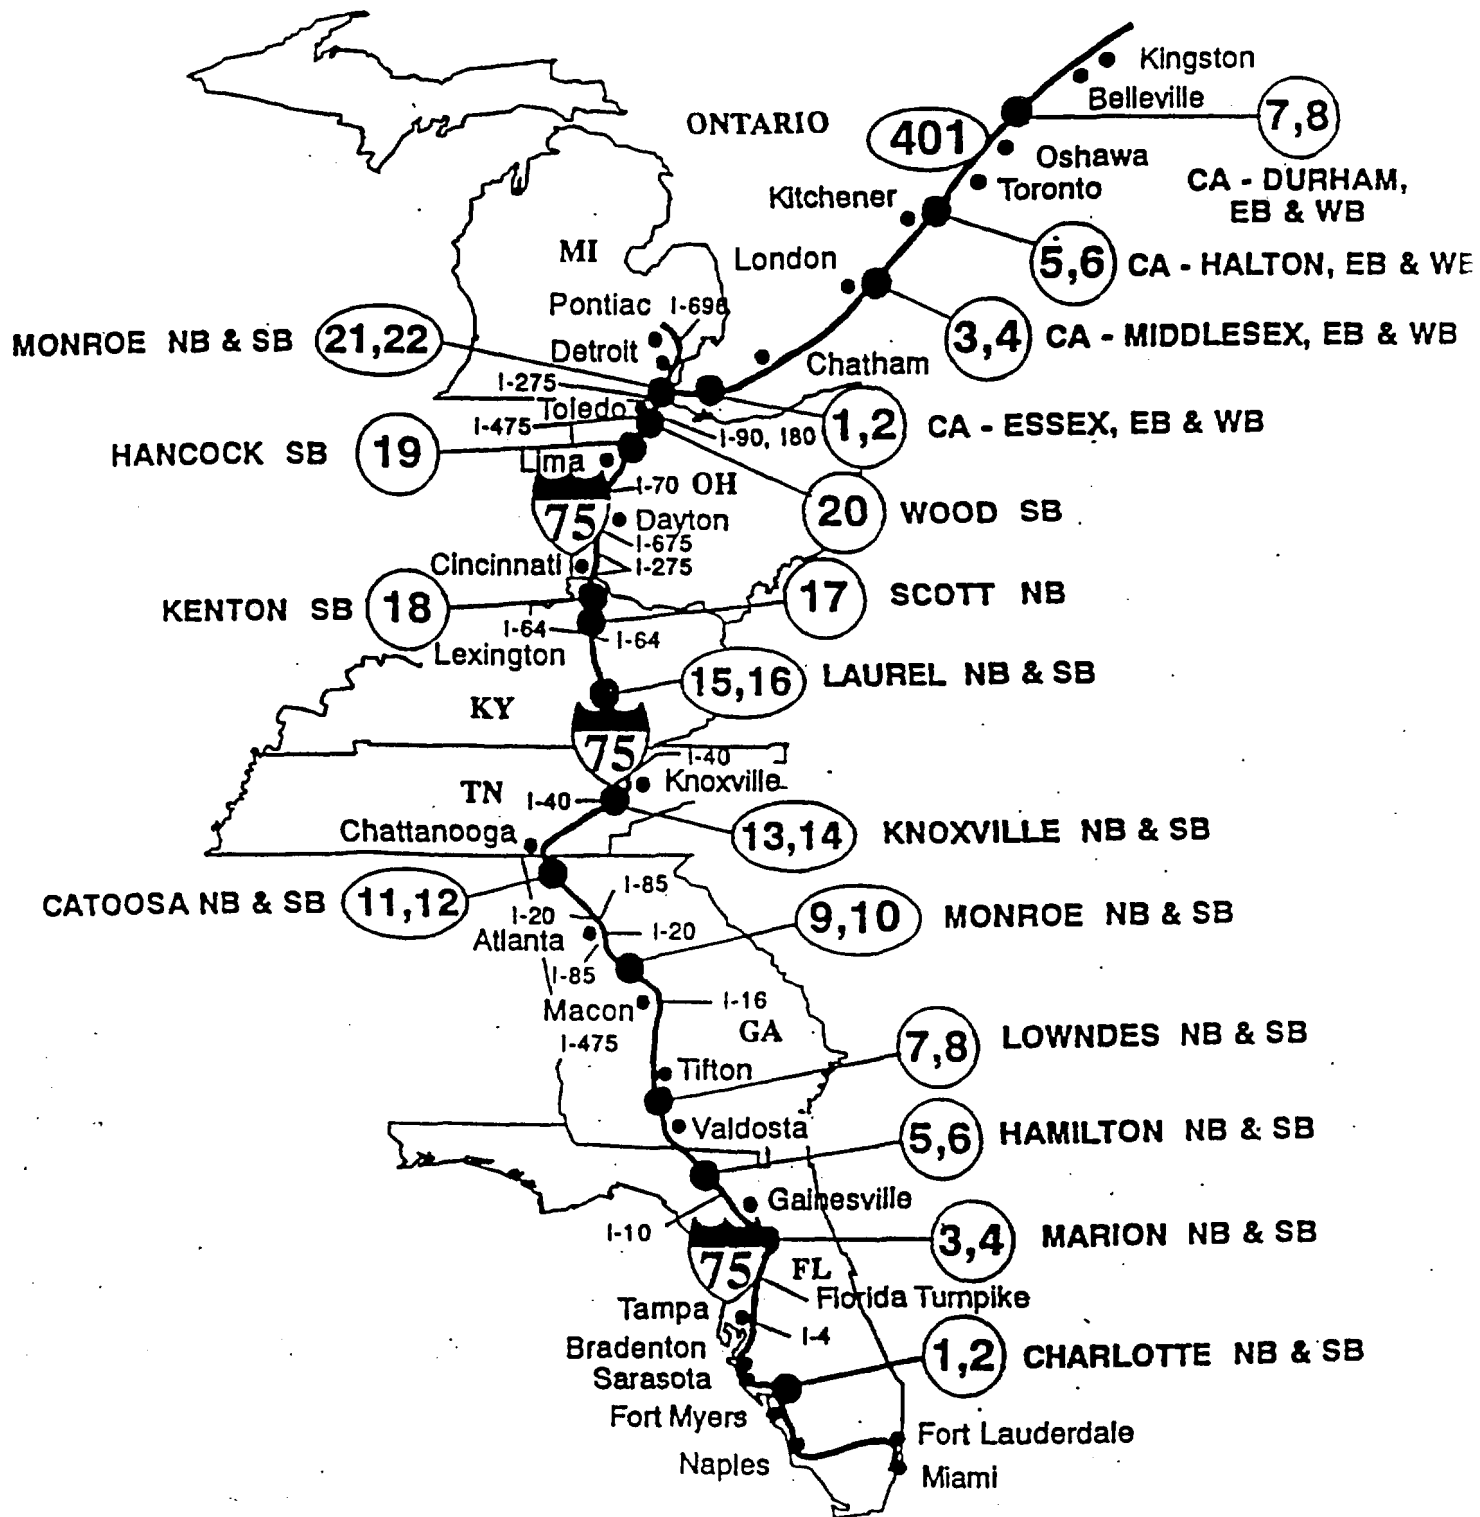 Kingston
Belleville
7,8
ONTARIO
401
Oshawa
Toronto
CA - DURHAM,
EB & WB
Kitchener
MI
London
5,6 CA - HALTON, EB & WB
Pontiac I-696
MONROE NB & SB 21,22
3,4 CA - MIDDLESEX, EB & WB
Detroit
Chatham
I-275
Toledo
I-475
I-90, I80
1,2 CA - ESSEX, EB & WB
HANCOCK SB 19
Lima
I-70 OH
75
20 WOOD SB
Dayton
I-675
Cincinnati
I-275
KENTON SB 18
17 SCOTT NB
I-64
I-64
Lexington
15,16 LAUREL NB & SB
KY
75
I-40
Knoxville
TN I-40
Chattanooga
13,14 KNOXVILLE NB & SB
CATOOSA NB & SB 11,12
I-85
I-20
9,10 MONROE NB & SB
Atlanta
I-20
I-85
Macon
I-16
GA
I-475
7,8 LOWNDES NB & SB
Tifton
Valdosta
5,6 HAMILTON NB & SB
Gainesville
I-10
3,4 MARION NB & SB
75
FL
Florida Turnpike
Tampa
I-4
Bradenton
Sarasota
1,2 CHARLOTTE NB & SB
Fort Myers
Fort Lauderdale
Naples
Miami